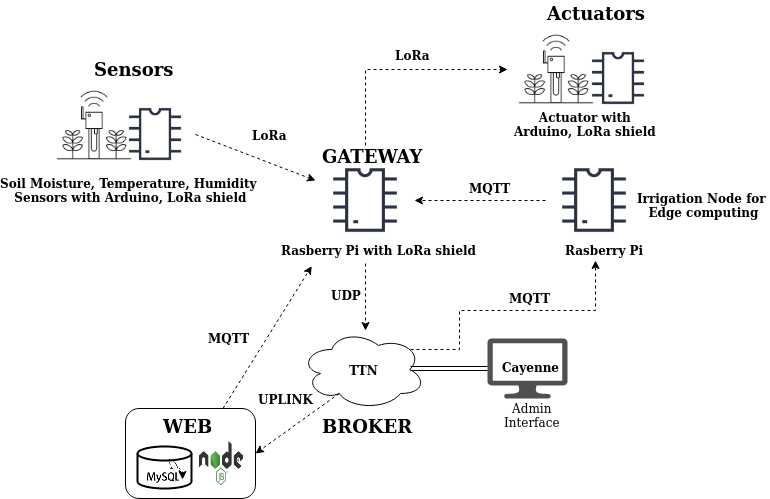 Actuators
LoRa
Sensors
Actuator with
Arduino, LoRa shield
LoRa
GATEWAY
Soil Moisture, Temperature, Humidity
Sensors with Arduino, LoRa shield
MQTT
Irrigation Node for
Edge computing
Rasberry Pi with LoRa shield
Rasberry Pi
UDP
MQTT
MQTT
TTN
Cayenne
UPLINK
Admin
Interface
BROKER
WEB
node
JS
MySQL